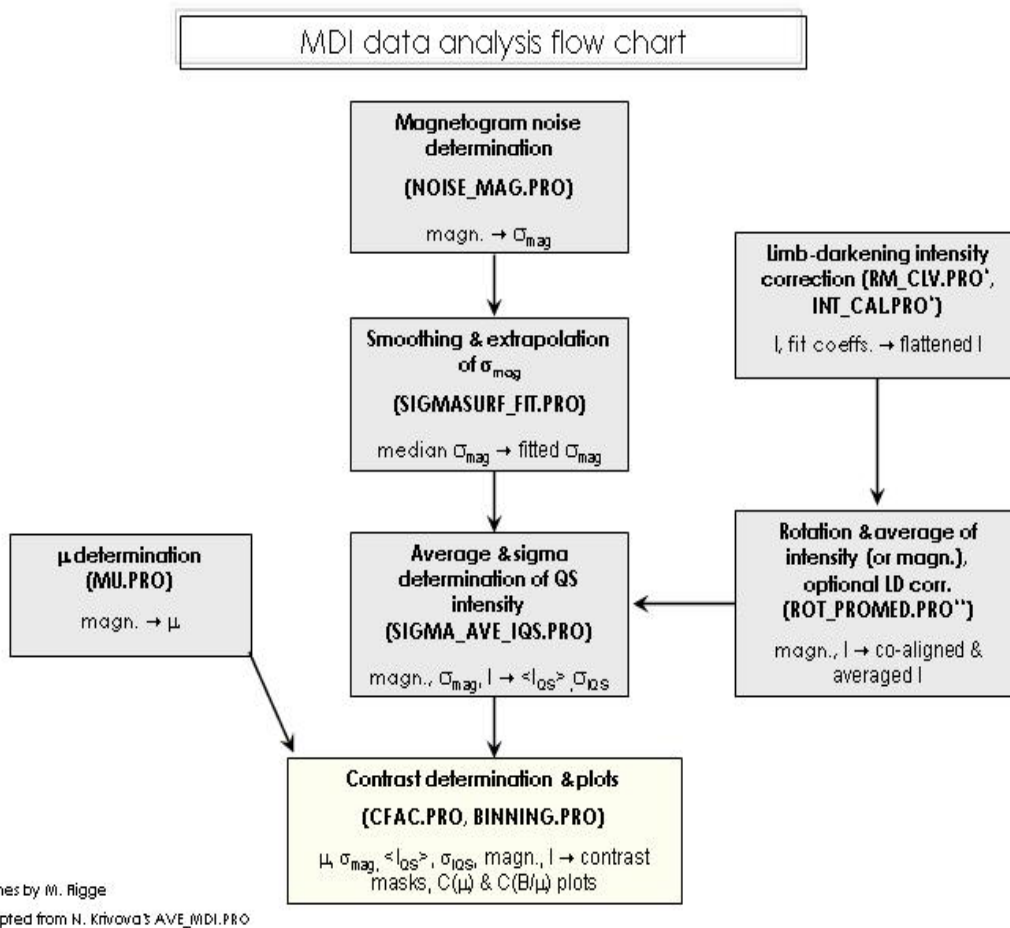 MDI data analysis flow chart
Magnetogram noise
determination
(NOISE_MAG.PRO)
magn. → σmag
Limb-darkening intensity
correction (RM_CLV.PRO*,
INT_CAL.PRO*)
I, fit coeffs. → flattened I
Smoothing & extrapolation
of σmag
(SIGMASURF_FIT.PRO)
median σmag → fitted σmag
μ determination
(MU.PRO)
magn. → μ
Average & sigma
determination of QS
intensity
(SIGMA_AVE_IQS.PRO)
magn., σmag, I → <IQS>, σIQS
Rotation & average of
intensity (or magn.),
optional LD corr.
(ROT_PROMED.PRO**)
magn., I → co-aligned &
averaged I
Contrast determination & plots
(CFAC.PRO, BINNING.PRO)
μ, σmag, <IQS>, σIQS, magn., I → contrast
masks, C(μ) & C(B/μ) plots
nes by M. Rigge
pted from N. Krivova's AVE_MDI.PRO